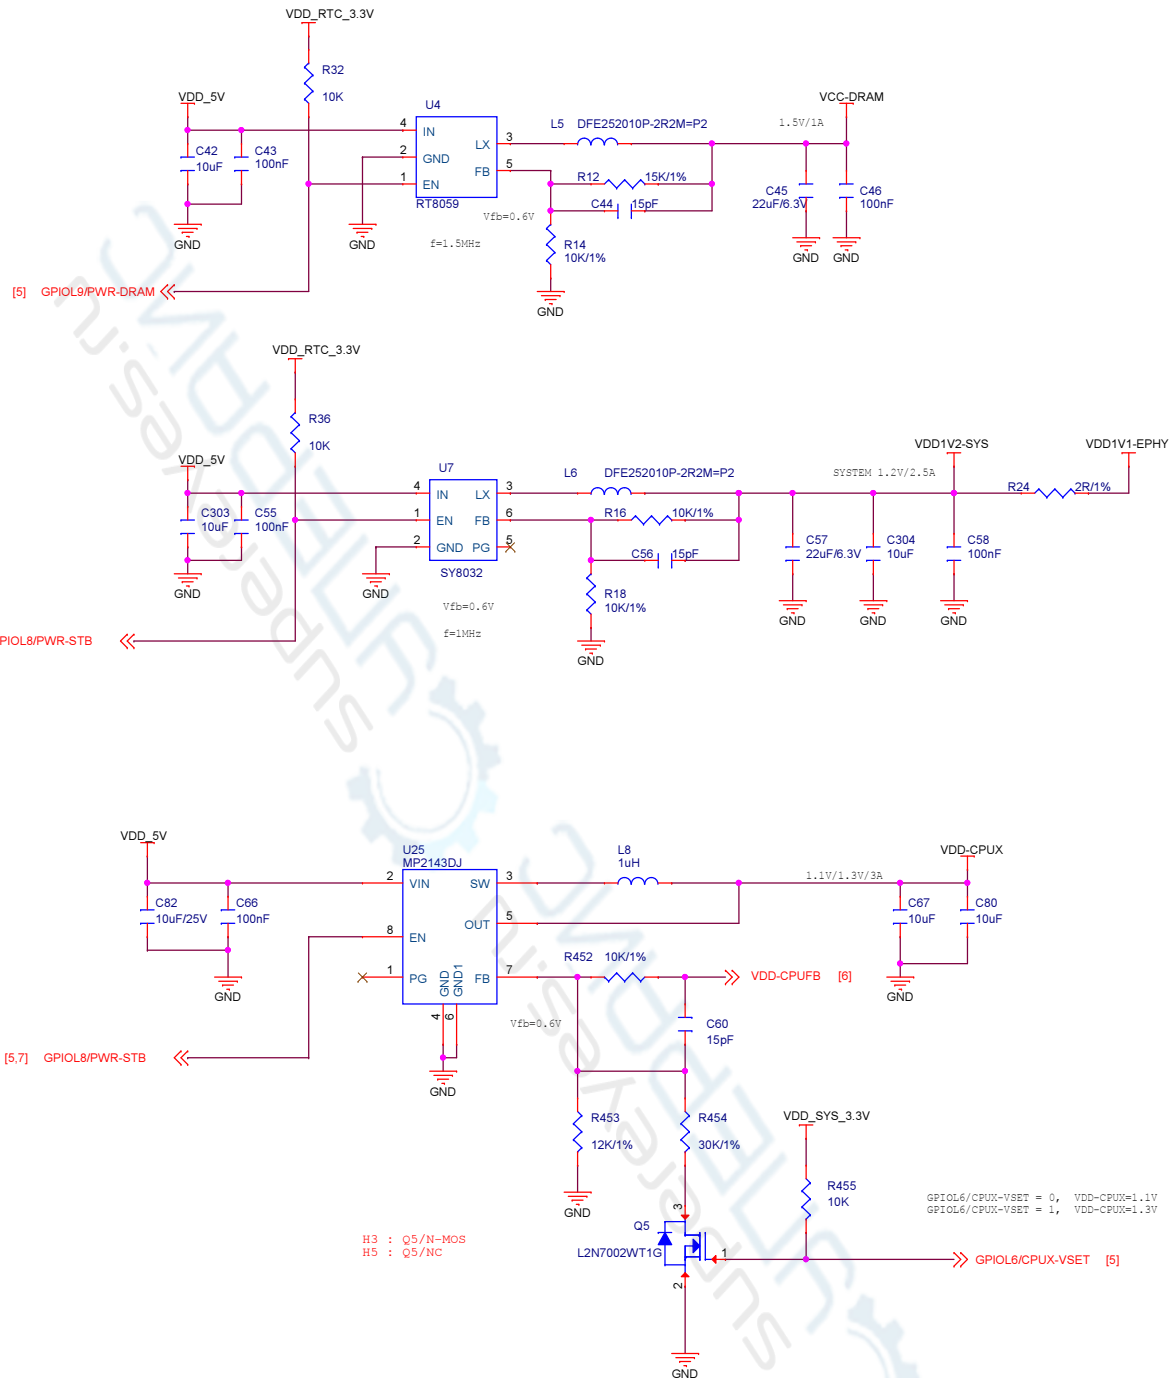 VDD_RTC_3.3V
R32
10K
VDD_5V
C42
10uF
C43
100nF
U4
4
IN
2
GND
1
EN
LX
3
FB
5
RT8059
Vfb=0.6V
f=1.5MHz
L5 DFE252010P-2R2M=P2
R12 15K/1%
C44 15pF
R14
10K/1%
GND
GND
GND
1.5V/1A
VCC-DRAM
C45
22uF/6.3V
C46
100nF
GND
GND
[5] GPIOL9/PWR-DRAM
VDD_RTC_3.3V
R36
10K
VDD_5V
C303
10uF
C55
100nF
GND
U7
4
IN
1
EN
2
GND
LX
3
FB
6
PG
5
SY8032
GND
Vfb=0.6V
f=1MHz
L6 DFE252010P-2R2M=P2
R16 10K/1%
C56 15pF
R18
10K/1%
GND
SYSTEM 1.2V/2.5A
VDD1V2-SYS
VDD1V1-EPHY
R24 2R/1%
C57
22uF/6.3V
C304
10uF
C58
100nF
GND
GND
GND
PIOL8/PWR-STB
VDD_5V
C82
10uF/25V
C66
100nF
GND
U25
MP2143DJ
2
VIN
8
EN
1
PG
SW
3
OUT
5
FB
7
GND
GND1
4
6
GND
L8
1uH
1.1V/1.3V/3A
VDD-CPUX
C67
10uF
C80
10uF
GND
R452 10K/1%
VDD-CPUFB [6]
Vfb=0.6V
C60
15pF
[5,7] GPIOL8/PWR-STB
R453
12K/1%
GND
R454
30K/1%
VDD_SYS_3.3V
R455
10K
GPIOL6/CPUX-VSET = 0, VDD-CPUX=1.1V
GPIOL6/CPUX-VSET = 1, VDD-CPUX=1.3V
H3 : Q5/N-MOS
H5 : Q5/NC
Q5
L2N7002WT1G
3
1
2
GPIOL6/CPUX-VSET [5]
GND
supereyes.ru
supereyes.ru